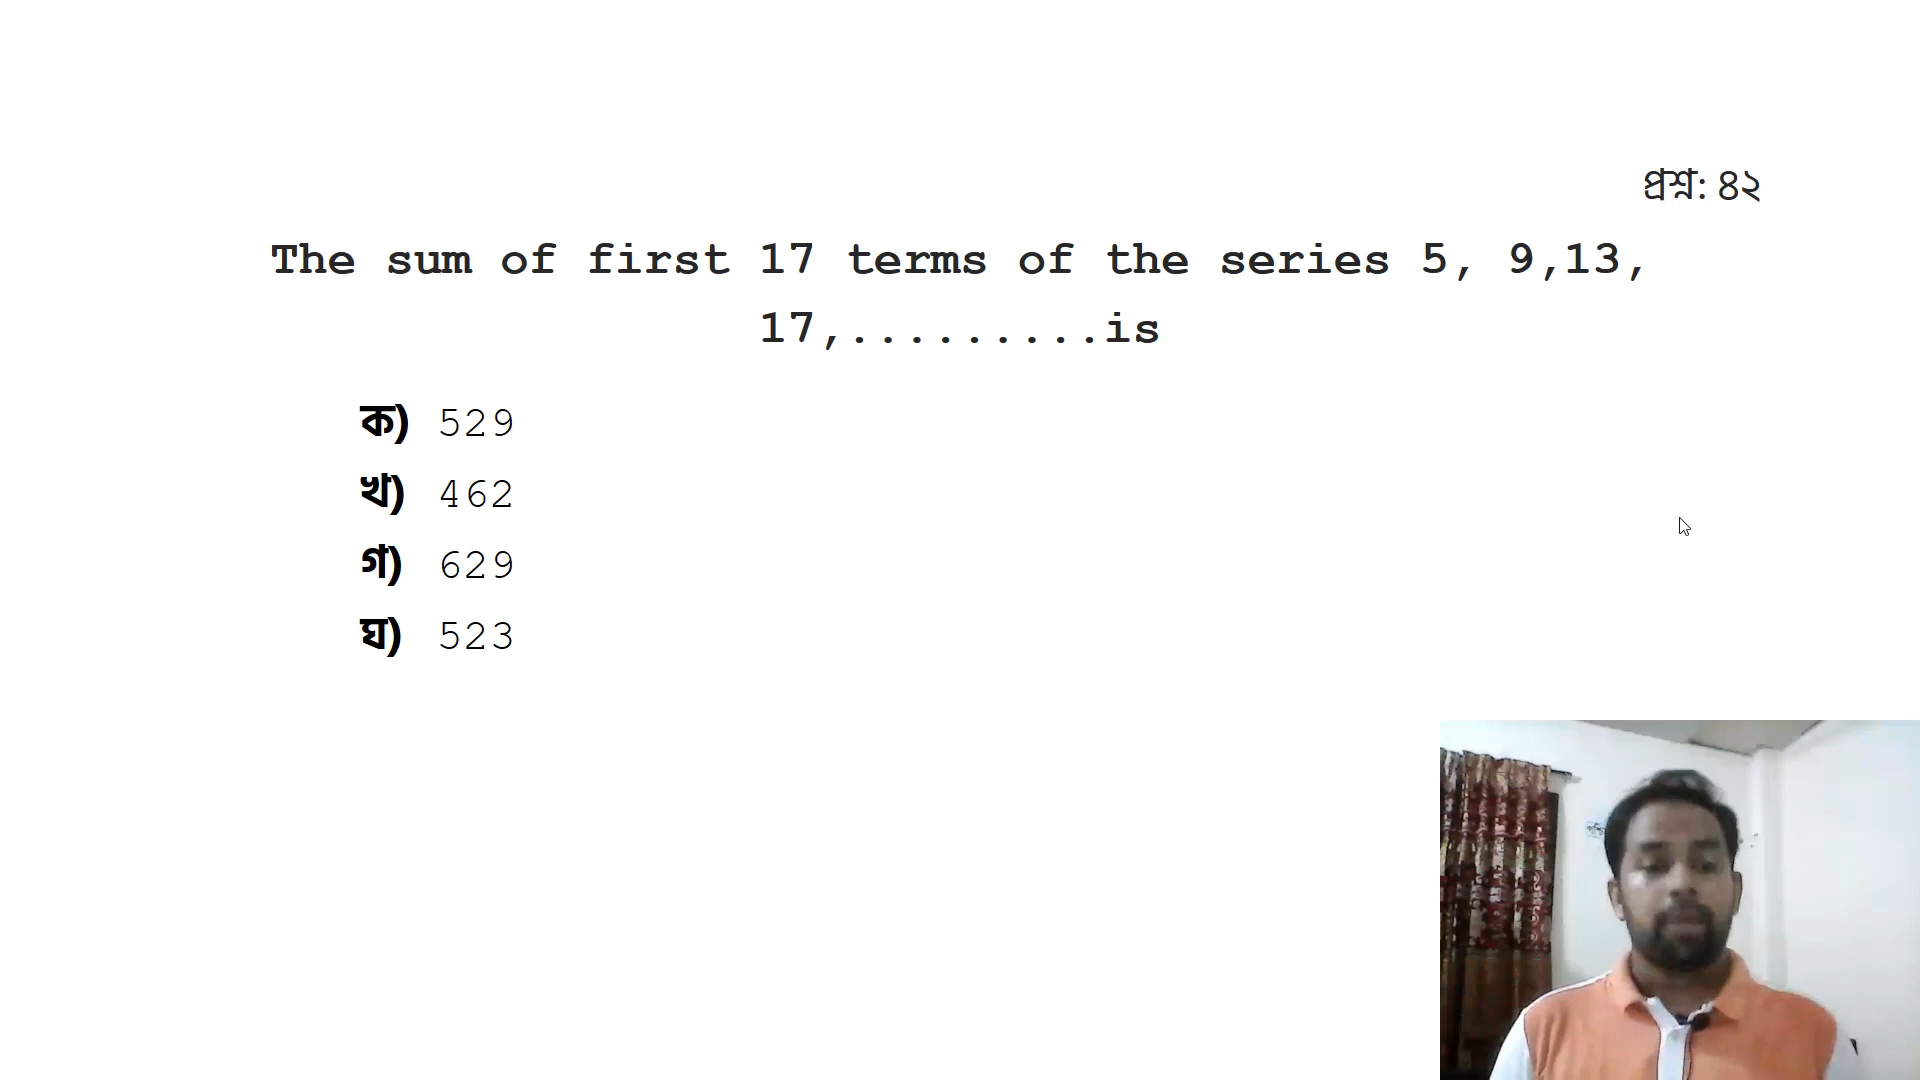 প্রশ্ন: ৪২
The sum of first 17 terms of the series 5, 9,13,
17,.........is
ক) 529
খ) 462
গ) 629
ঘ) 523